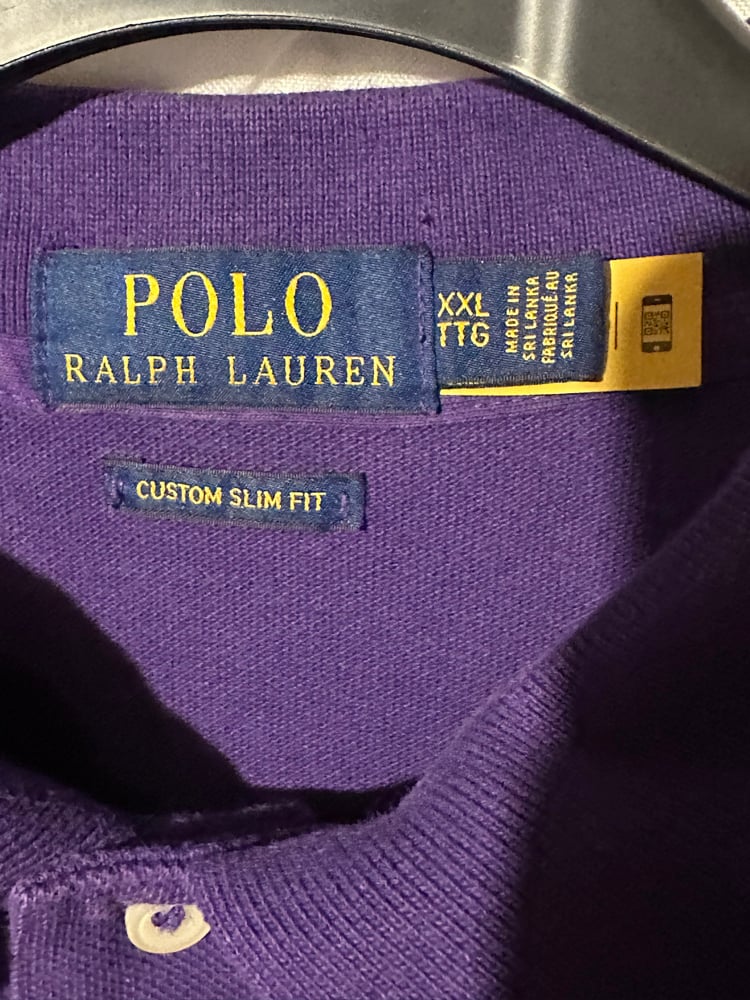 POLO
RALPH LAUREN
XXL
TTG
MADE IN
SRI LANKA
FABRIQUÉ AU
SRI LANKA
CUSTOM SLIM FIT